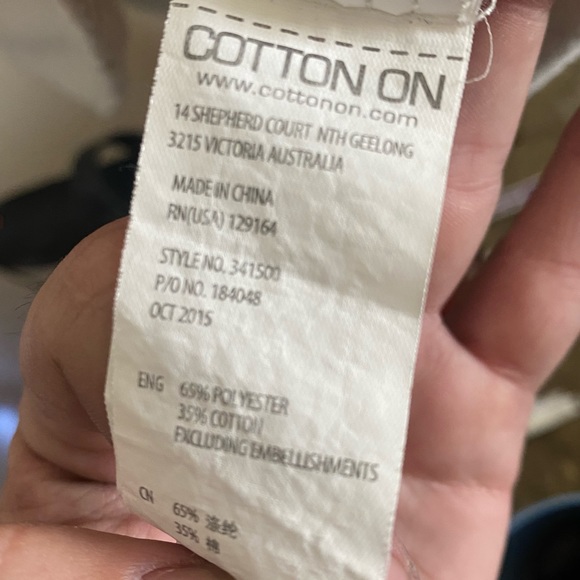 COTTON ON
www.cottonon.com
14 SHEPHERD COURT NTH GEELONG
3215 VICTORIA AUSTRALIA
MADE IN CHINA
RN(USA) 129164
STYLE NO. 341500
P/O NO. 184048
OCT 2015
ENG 65% POLYESTER
35% COTTON
EXCLUDING EMBELLISHMENTS
CN 65% 涤纶
35% 棉